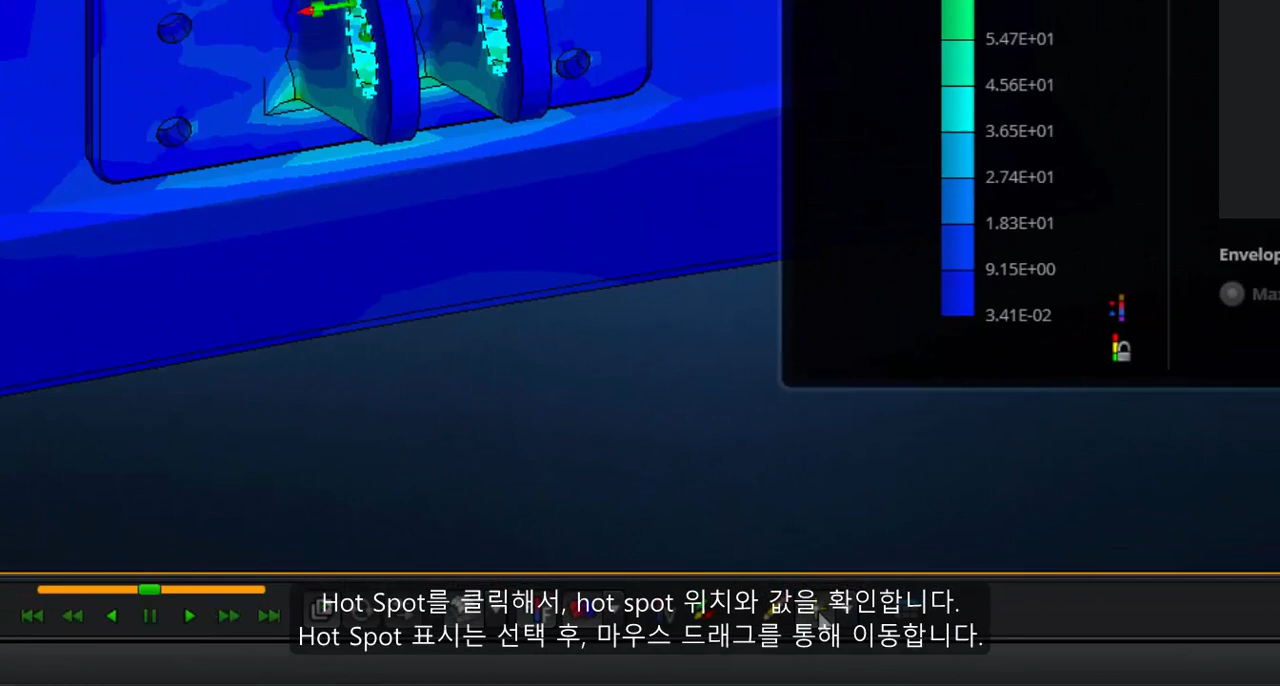 5.47E+01
4.56E+01
3.65E+01
2.74E+01
1.83E+01
9.15E+00
3.41E-02
Hot Spot를 클릭해서, hot spot 위치와 값을 확인합니다.
Hot Spot 표시는 선택 후, 마우스 드래그를 통해 이동합니다.